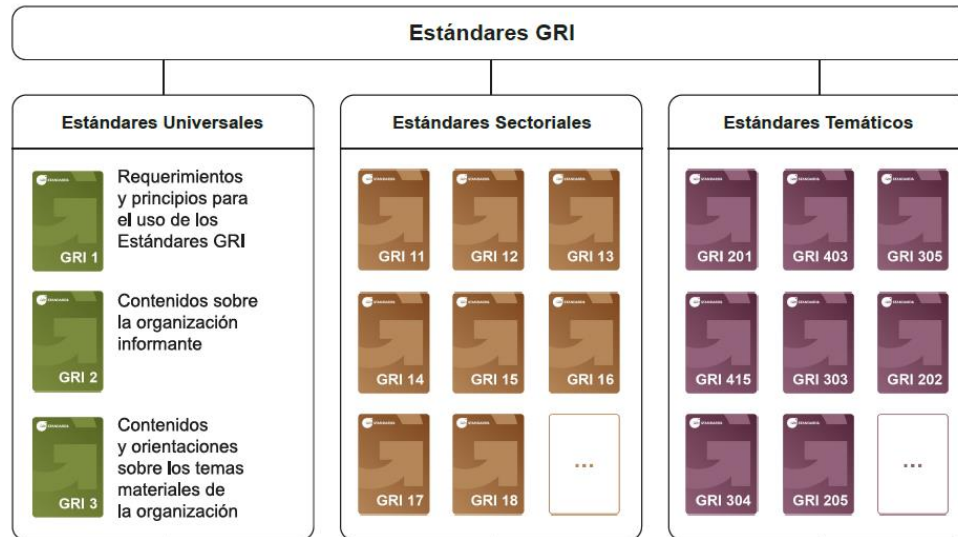 Estándares GRI
Estándares Universales
GRI 1
Requerimientos
y principios para
el uso de los
Estándares GRI
GRI 2
Contenidos sobre
la organización
informante
GRI 3
Contenidos
y orientaciones
sobre los temas
materiales de
la organización
Estándares Sectoriales
GRI 11 GRI 12 GRI 13
GRI 14 GRI 15 GRI 16
GRI 17 GRI 18 ...
Estándares Temáticos
GRI 201 GRI 403 GRI 305
GRI 415 GRI 303 GRI 202
GRI 304 GRI 205 ...